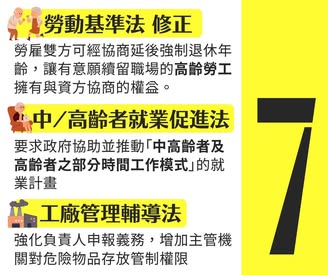 勞動基準法 修正
勞雇雙方可經協商延後強制退休年
齡，讓有意願續留職場的高齡勞工
擁有與資方協商的權益。
中/高齡者就業促進法
要求政府協助並推動「中高齡者及
高齡者之部分時間工作模式」的就
業計畫
工廠管理輔導法
強化負責人申報義務，增加主管機
關對危險物品存放管制權限
7